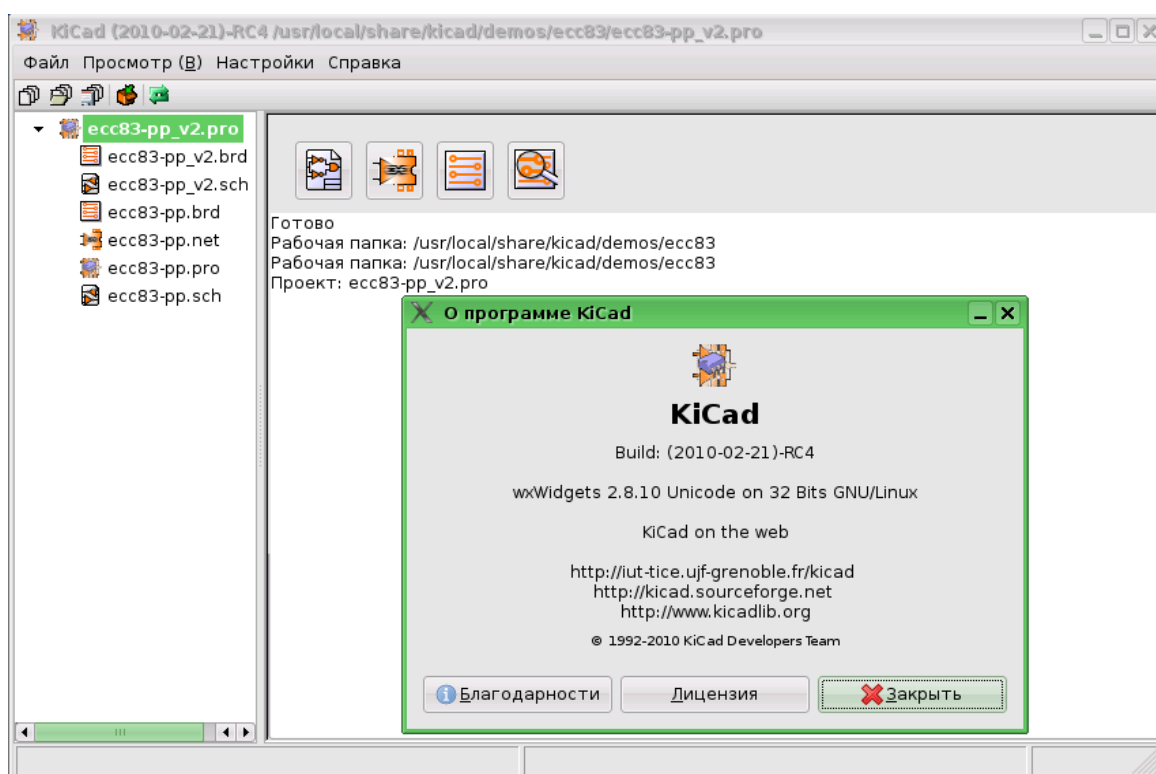 KiCad (2010-02-21)-RC4 /usr/local/share/kicad/demos/ecc83/ecc83-pp_v2.pro
Файл Просмотр (В) Настройки Справка
ecc83-pp_v2.pro
ecc83-pp_v2.brd
ecc83-pp_v2.sch
ecc83-pp.brd
ecc83-pp.net
ecc83-pp.pro
ecc83-pp.sch
Готово
Рабочая папка: /usr/local/share/kicad/demos/ecc83
Рабочая папка: /usr/local/share/kicad/demos/ecc83
Проект: ecc83-pp_v2.pro
О программе KiCad
KiCad
Build: (2010-02-21)-RC4
wxWidgets 2.8.10 Unicode on 32 Bits GNU/Linux
KiCad on the web
http://iut-tice.ujf-grenoble.fr/kicad
http://kicad.sourceforge.net
http://www.kicadlib.org
© 1992-2010 KiCad Developers Team
Благодарности Лицензия Закрыть